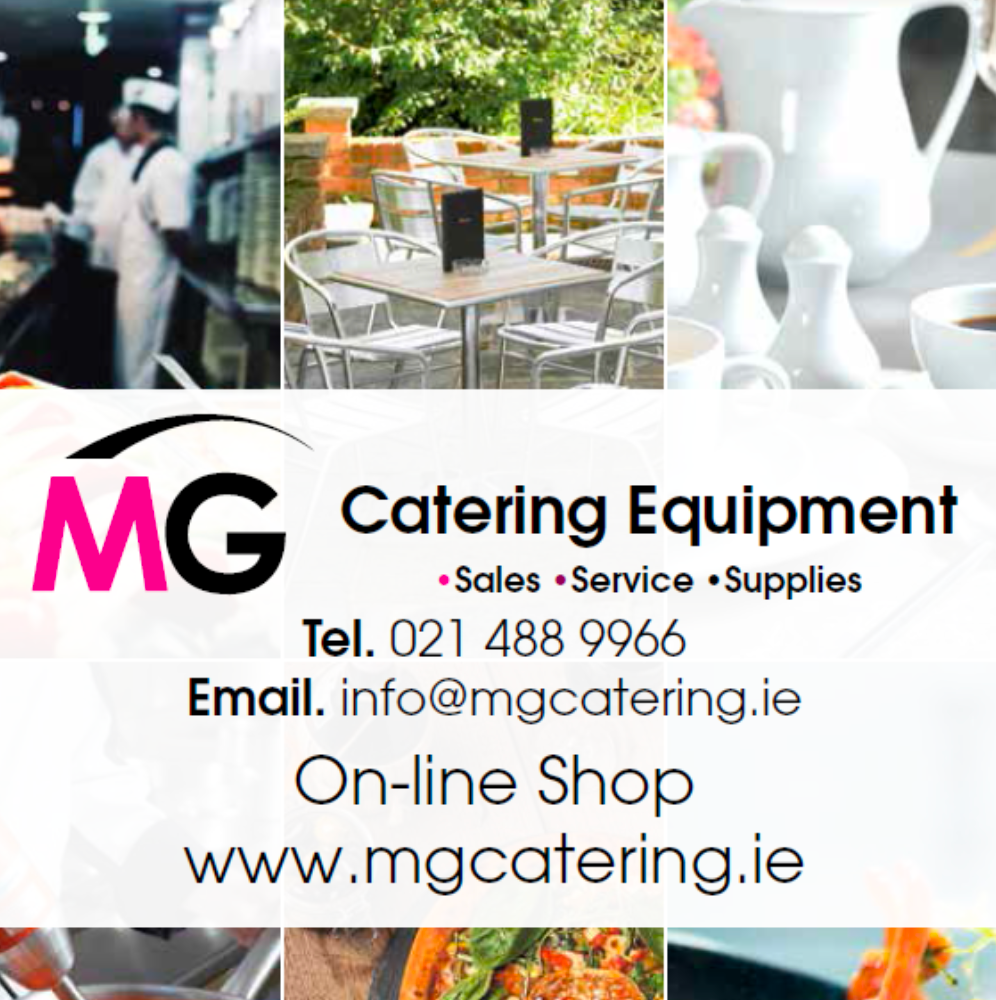 MG
Catering Equipment
•Sales •Service •Supplies
Tel. 021 488 9966
Email. info@mgcatering.ie
On-line Shop
www.mgcatering.ie